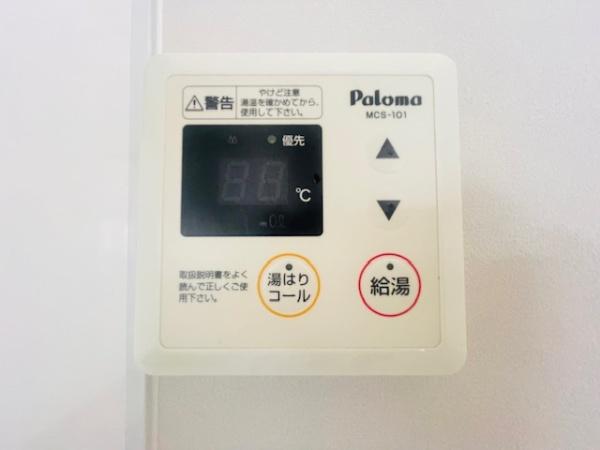 ⚠警告
やけど注意
湯温を確かめてから、
使用して下さい。
Paloma
MCS-101
優先
88
℃
取扱説明書をよく
読んで正しくご使
用下さい。
湯はり
コール
給湯